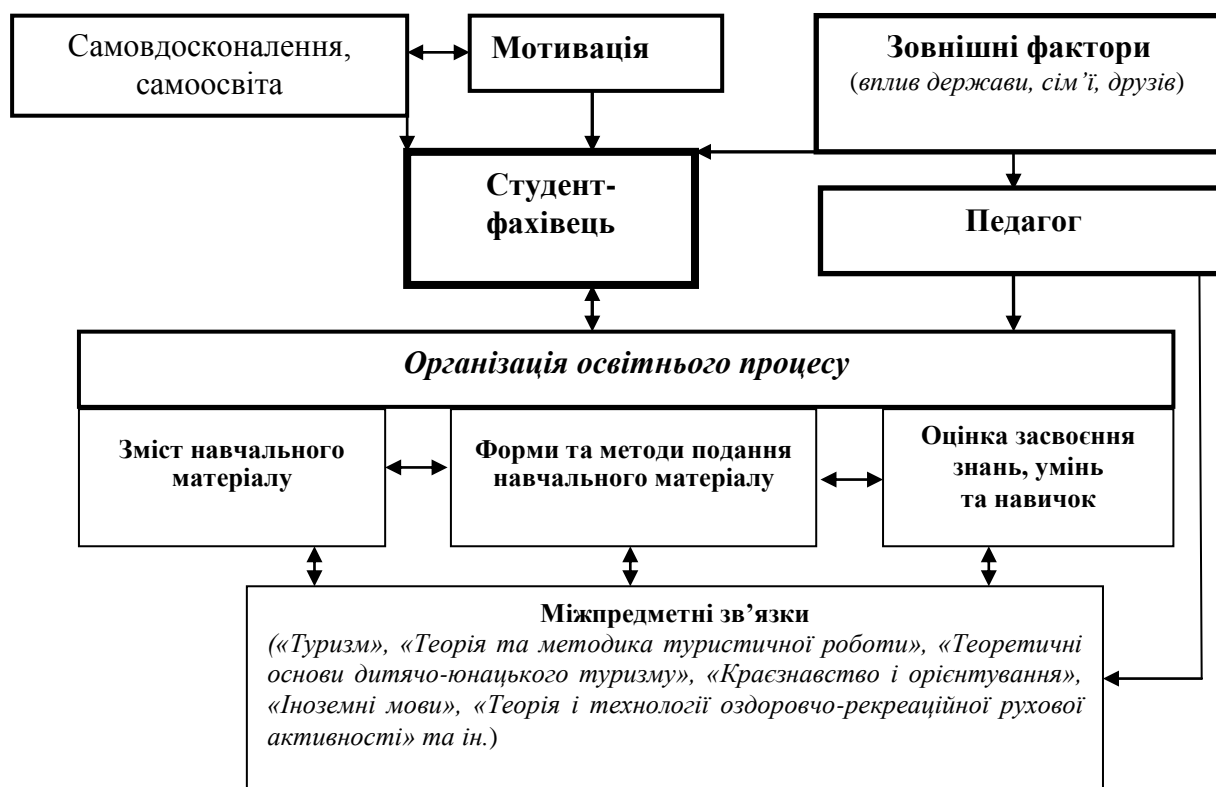 Самовдосконалення,
самоосвіта
Мотивація
Зовнішні фактори
(вплив держави, сім’ї, друзів)
Студент-
фахівець
Педагог
Організація освітнього процесу
Зміст навчального
матеріалу
Форми та методи подання
навчального матеріалу
Оцінка засвоєння
знань, умінь
та навичок
Міжпредметні зв’язки
(«Туризм», «Теорія та методика туристичної роботи», «Теоретичні
основи дитячо-юнацького туризму», «Краєзнавство і орієнтування»,
«Іноземні мови», «Теорія і технології оздоровчо-рекреаційної рухової
активності» та ін.)